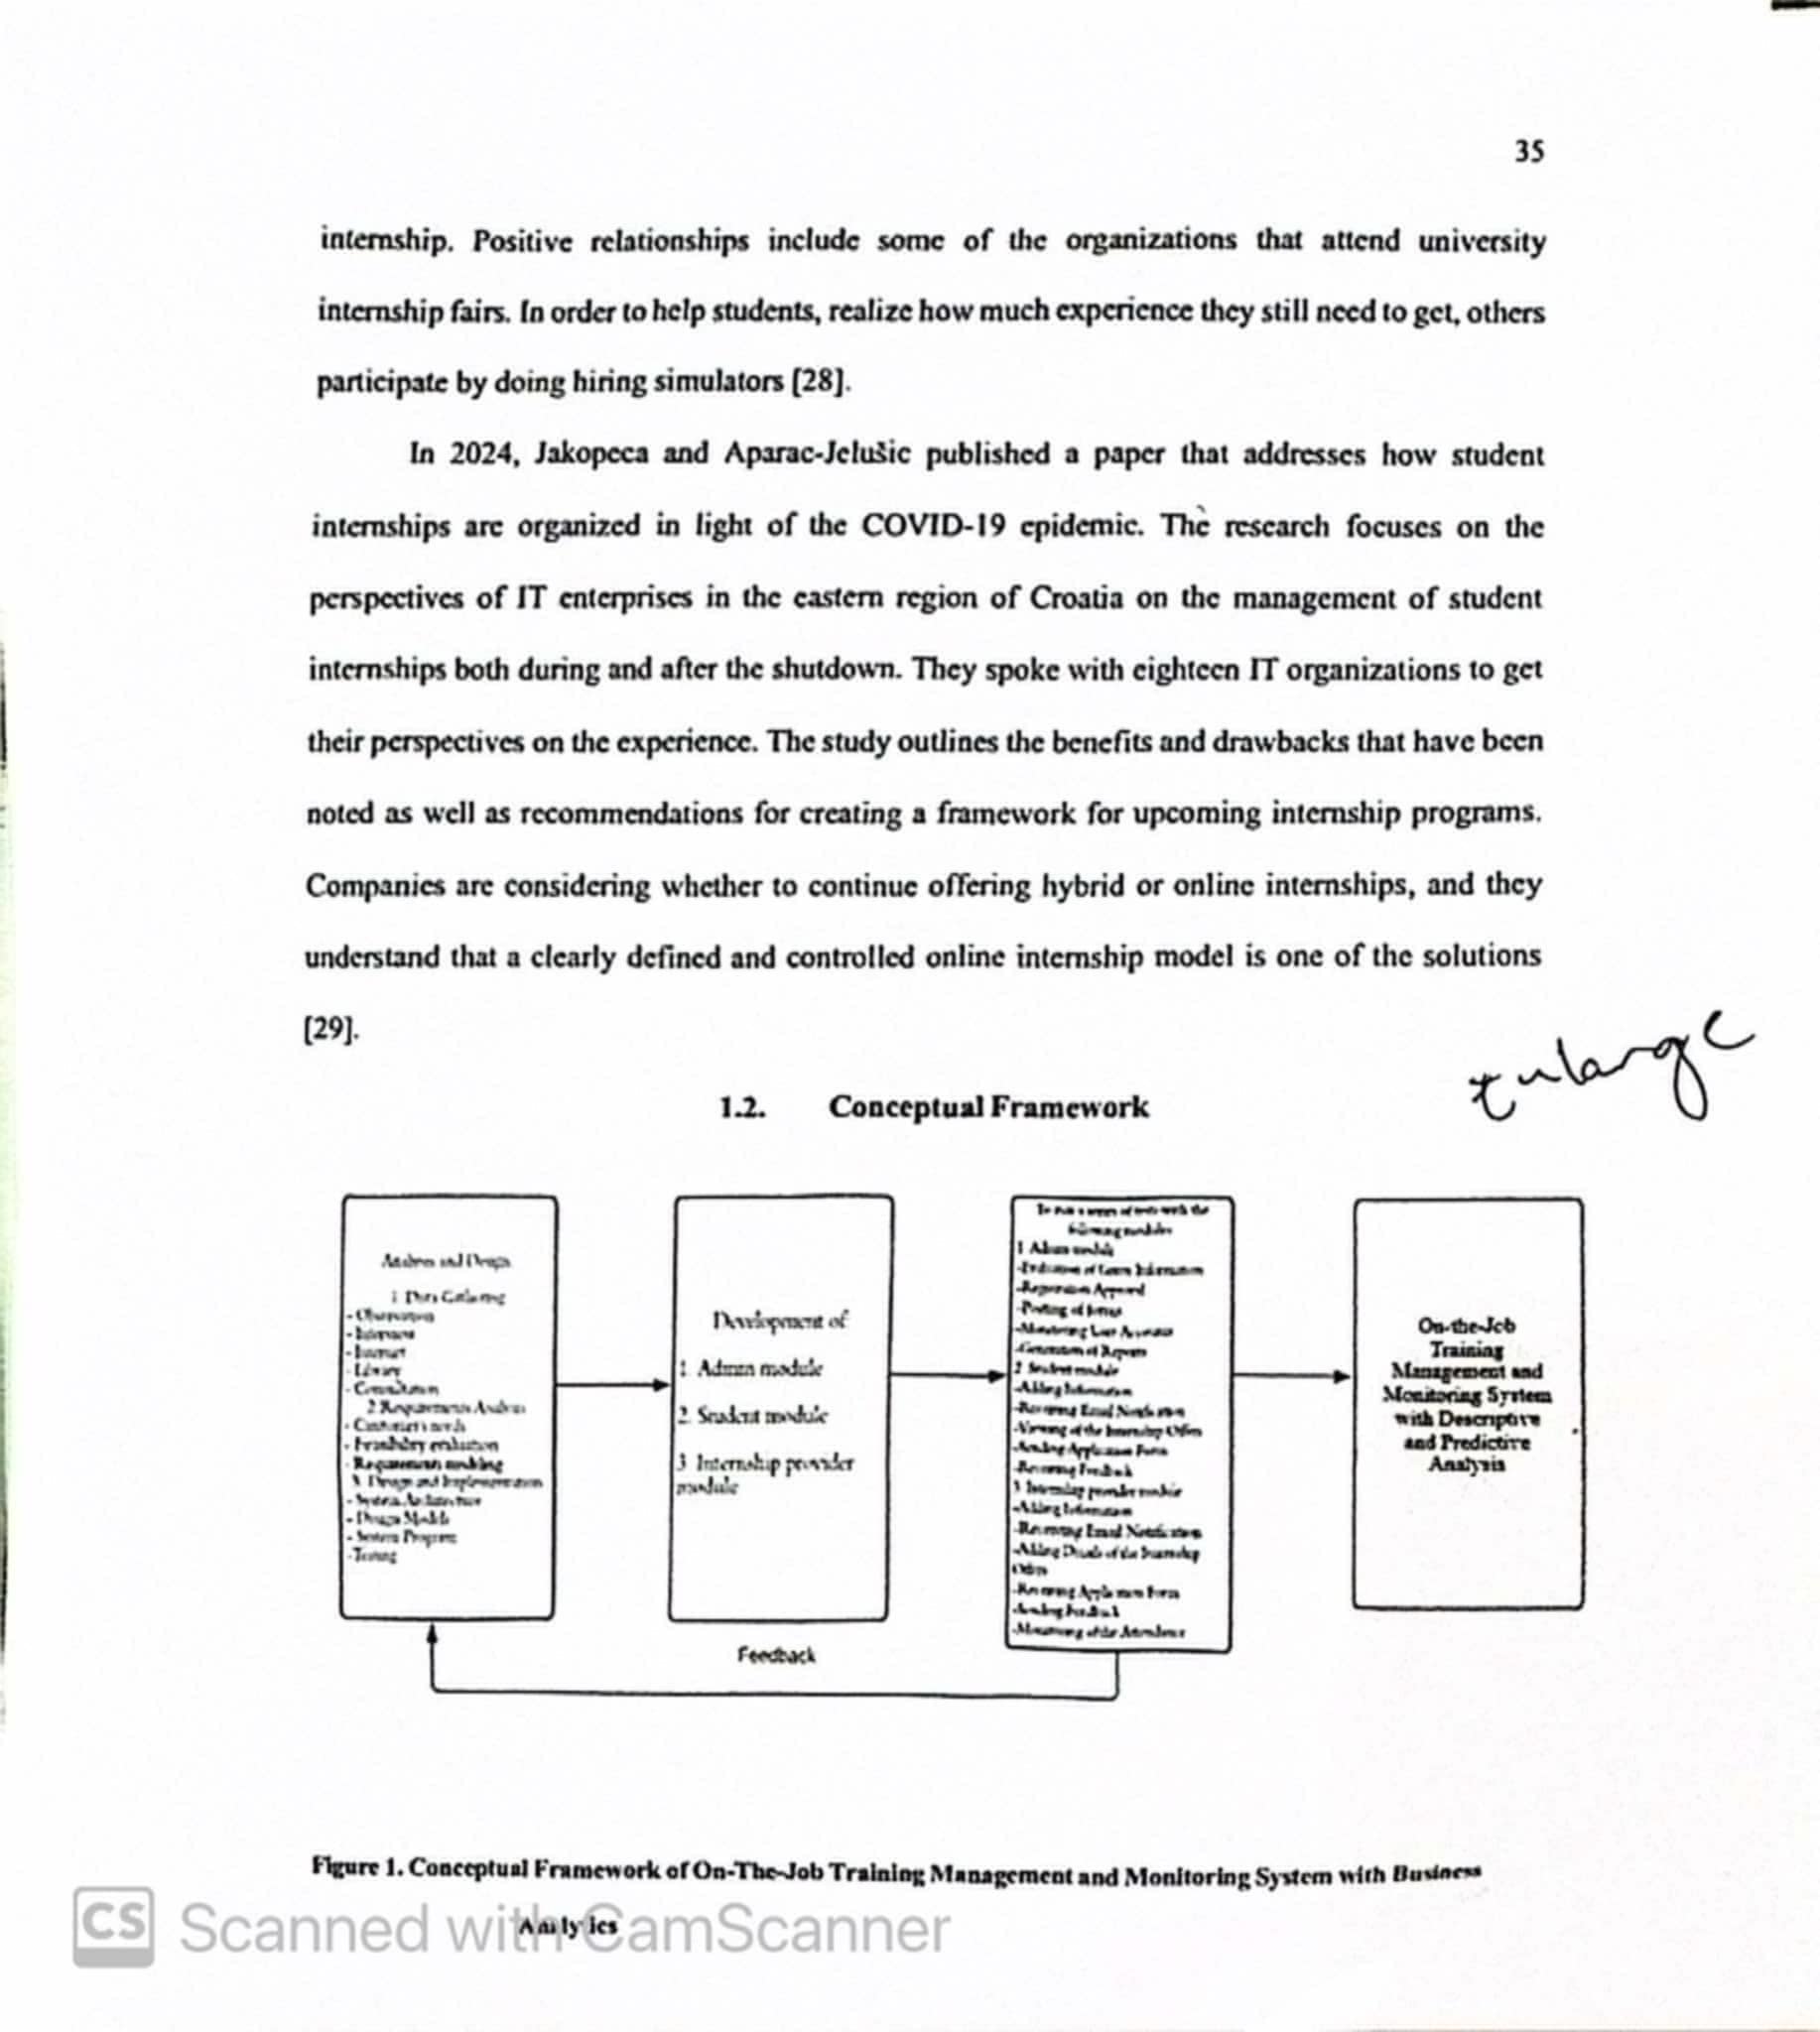 35
internship. Positive relationships include some of the organizations that attend university
internship fairs. In order to help students, realize how much experience they still need to get, others
participate by doing hiring simulators [28].
In 2024, Jakopeca and Aparac-Jelušic published a paper that addresses how student
internships are organized in light of the COVID-19 epidemic. The research focuses on the
perspectives of IT enterprises in the eastern region of Croatia on the management of student
internships both during and after the shutdown. They spoke with eighteen IT organizations to get
their perspectives on the experience. The study outlines the benefits and drawbacks that have been
noted as well as recommendations for creating a framework for upcoming internship programs.
Companies are considering whether to continue offering hybrid or online internships, and they
understand that a clearly defined and controlled online internship model is one of the solutions
[29].
Enlarge
1.2. Conceptual Framework
Analyses and Design
1. Data Gathering
- Observation
- Internet
- Library
- Consultation
2 Requirements Analysis
- Customer's needs
- Feasibility evaluation
- Requirements modeling
3. Design and Implementation
- System Architecture
- Design Models
- System Program
-Testing
Development of
1. Admin module
2. Student module
3 Internship provider
module
To run a series of tests with the
following modules
1 Admin module
-Registration Approval
-Posting of
-Monitoring User Accounts
-Generation of Reports
2 Student module
-Adding Information
-Receiving Email Notification
-Viewing of the Internship Offers
-Sending Application Form
-Receiving Feedback
3 Internship provider module
-Adding Information
-Receiving Email Notification
-Adding Details of the Internship
Offers
-Receiving Application Form
-Sending Feedback
-Monitoring of the Attendance
On-the-Job
Training
Management and
Monitoring System
with Descriptive
and Predictive
Analysis
Feedback
Figure 1. Conceptual Framework of On-The-Job Training Management and Monitoring System with Business
Analytics
CS Scanned with CamScanner